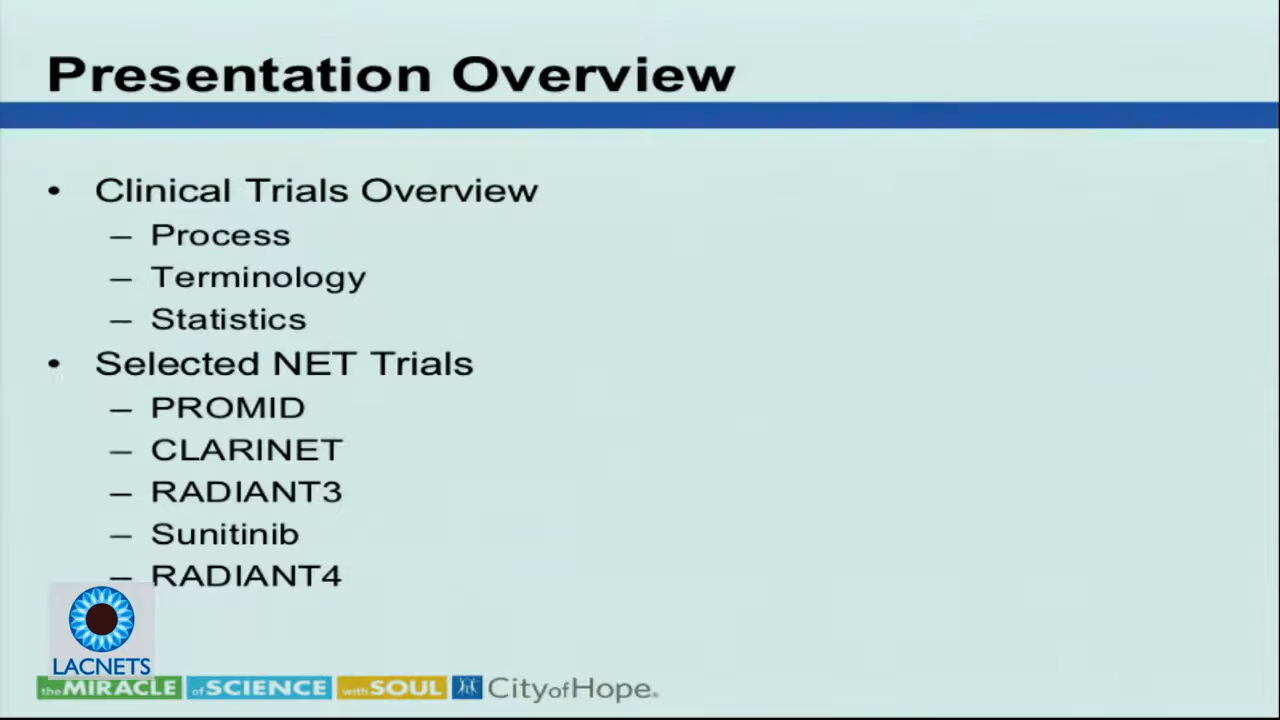 Presentation Overview
• Clinical Trials Overview
– Process
– Terminology
– Statistics
• Selected NET Trials
– PROMID
– CLARINET
– RADIANT3
– Sunitinib
– RADIANT4
LACNETS
the MIRACLE of SCIENCE with SOUL City of Hope®